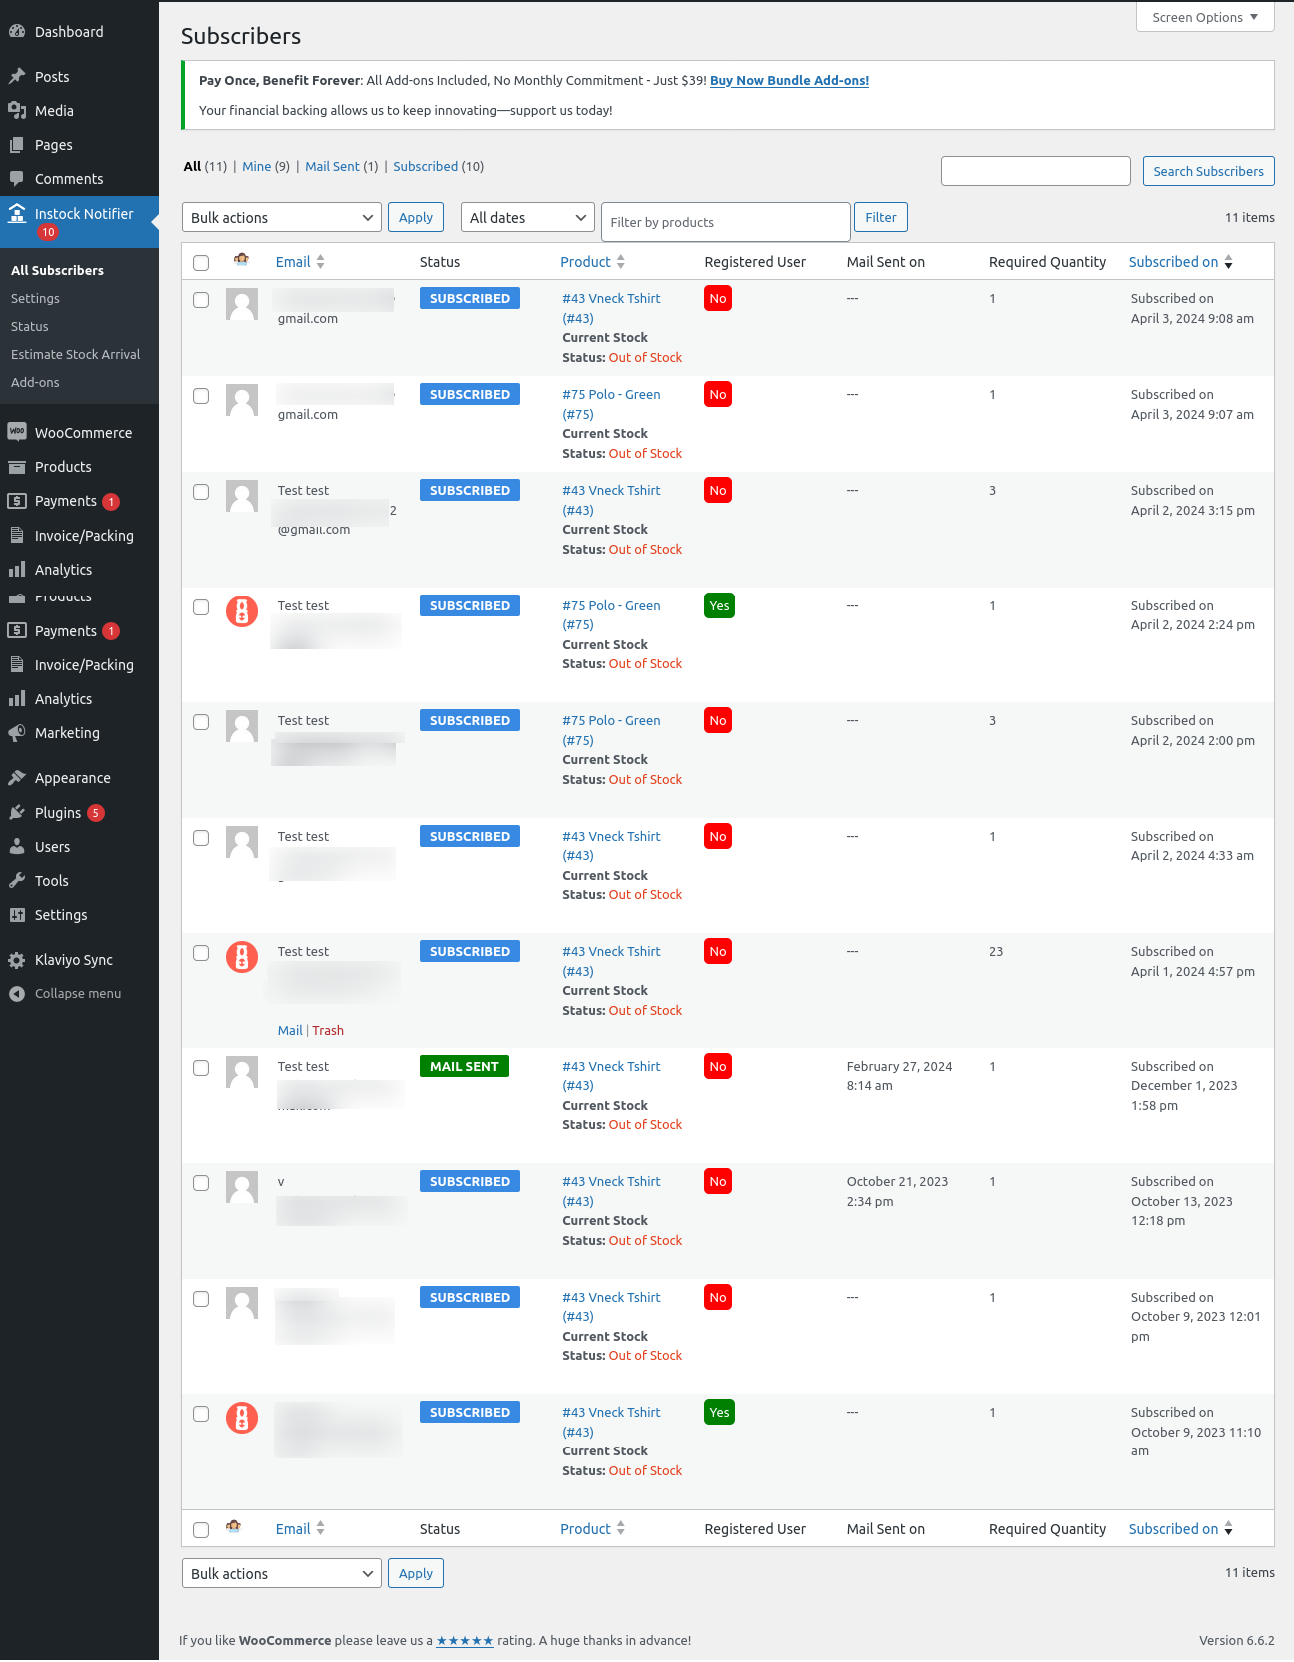 Dashboard
Posts
Media
Pages
Comments
Instock Notifier
10
All Subscribers
Settings
Status
Estimate Stock Arrival
Add-ons
WooCommerce
Products
Payments 1
Invoice/Packing
Analytics
Products
Payments 1
Invoice/Packing
Analytics
Marketing
Appearance
Plugins 5
Users
Tools
Settings
Klaviyo Sync
Collapse menu
Screen Options
Subscribers
Pay Once, Benefit Forever: All Add-ons Included, No Monthly Commitment - Just $39! Buy Now Bundle Add-ons!
Your financial backing allows us to keep innovating—support us today!
All (11) | Mine (9) | Mail Sent (1) | Subscribed (10)
Search Subscribers
Bulk actions Apply All dates Filter by products Filter 11 items
Email Status Product Registered User Mail Sent on Required Quantity Subscribed on
SUBSCRIBED #43 Vneck Tshirt No --- 1 Subscribed on
gmail.com (#43) April 3, 2024 9:08 am
Current Stock
Status: Out of Stock
SUBSCRIBED #75 Polo - Green No --- 1 Subscribed on
gmail.com (#75) April 3, 2024 9:07 am
Current Stock
Status: Out of Stock
Test test SUBSCRIBED #43 Vneck Tshirt No --- 3 Subscribed on
2 (#43) April 2, 2024 3:15 pm
@gmail.com Current Stock
Status: Out of Stock
Test test SUBSCRIBED #75 Polo - Green Yes --- 1 Subscribed on
(#75) April 2, 2024 2:24 pm
Current Stock
Status: Out of Stock
Test test SUBSCRIBED #75 Polo - Green No --- 3 Subscribed on
(#75) April 2, 2024 2:00 pm
Current Stock
Status: Out of Stock
Test test SUBSCRIBED #43 Vneck Tshirt No --- 1 Subscribed on
(#43) April 2, 2024 4:33 am
Current Stock
Status: Out of Stock
Test test SUBSCRIBED #43 Vneck Tshirt No --- 23 Subscribed on
(#43) April 1, 2024 4:57 pm
Current Stock
Status: Out of Stock
Mail | Trash
Test test MAIL SENT #43 Vneck Tshirt No February 27, 2024 1 Subscribed on
(#43) 8:14 am December 1, 2023
Current Stock 1:58 pm
Status: Out of Stock
v SUBSCRIBED #43 Vneck Tshirt No October 21, 2023 1 Subscribed on
(#43) 2:34 pm October 13, 2023
Current Stock 12:18 pm
Status: Out of Stock
SUBSCRIBED #43 Vneck Tshirt No --- 1 Subscribed on
(#43) October 9, 2023 12:01
Current Stock pm
Status: Out of Stock
SUBSCRIBED #43 Vneck Tshirt Yes --- 1 Subscribed on
(#43) October 9, 2023 11:10
Current Stock am
Status: Out of Stock
Email Status Product Registered User Mail Sent on Required Quantity Subscribed on
Bulk actions Apply 11 items
If you like WooCommerce please leave us a ★★★★★ rating. A huge thanks in advance! Version 6.6.2